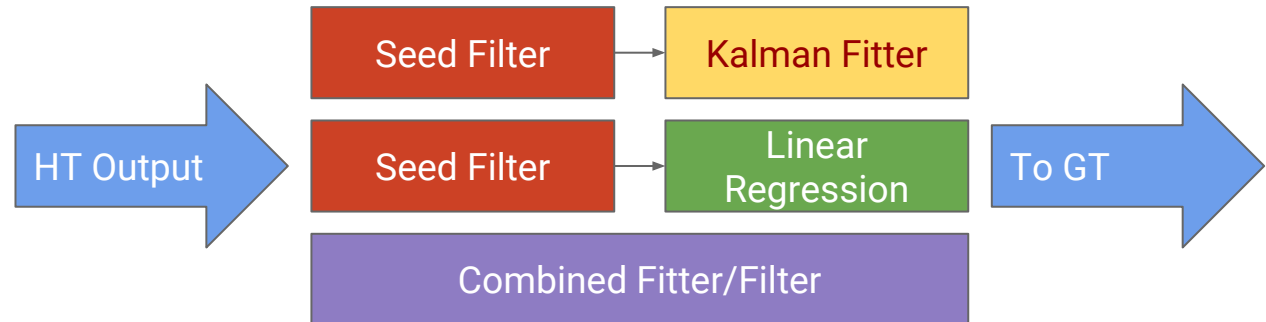 HT Output
Seed Filter
Kalman Fitter
Seed Filter
Linear
Regression
Combined Fitter/Filter
To GT